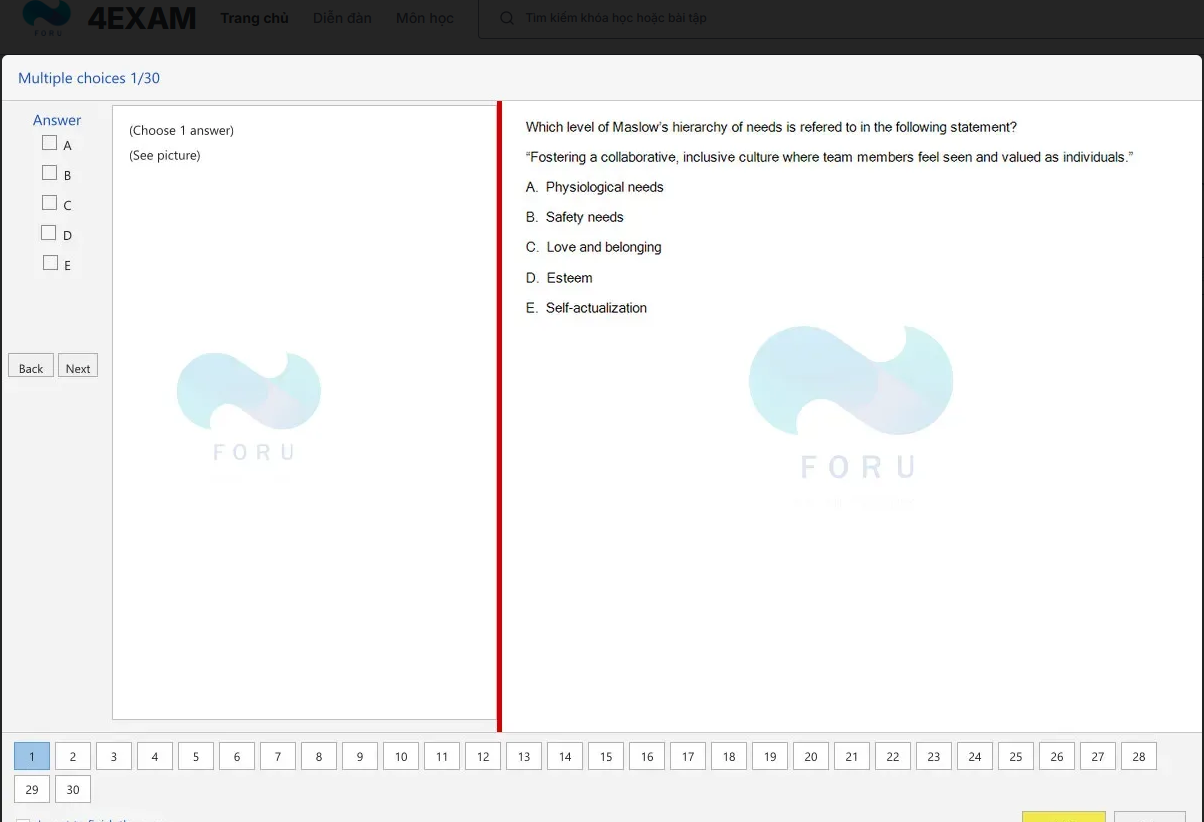 FORU
4EXAM
Trang chủ
Diễn đàn
Môn học
Tìm kiếm khóa học hoặc bài tập
Multiple choices 1/30
Answer
A
B
C
D
E
Back
Next
(Choose 1 answer)
(See picture)
FORU
Which level of Maslow's hierarchy of needs is refered to in the following statement?
“Fostering a collaborative, inclusive culture where team members feel seen and valued as individuals.”
A. Physiological needs
B. Safety needs
C. Love and belonging
D. Esteem
E. Self-actualization
FORU
1 2 3 4 5 6 7 8 9 10 11 12 13 14 15 16 17 18 19 20 21 22 23 24 25 26 27 28
29 30